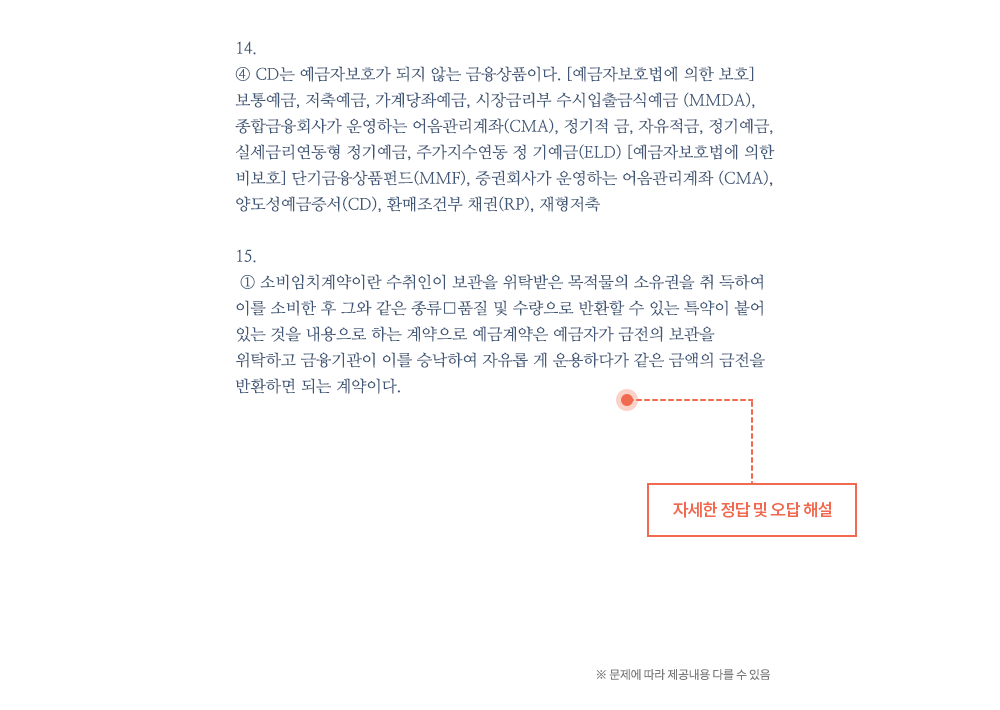 14.
④ CD는 예금자보호가 되지 않는 금융상품이다. [예금자보호법에 의한 보호]
보통예금, 저축예금, 가계당좌예금, 시장금리부 수시입출금식예금 (MMDA),
종합금융회사가 운영하는 어음관리계좌(CMA), 정기적 금, 자유적금, 정기예금,
실세금리연동형 정기예금, 주가지수연동 정 기예금(ELD) [예금자보호법에 의한
비보호] 단기금융상품펀드(MMF), 증권회사가 운영하는 어음관리계좌 (CMA),
양도성예금증서(CD), 환매조건부 채권(RP), 재형저축
15.
① 소비임치계약이란 수취인이 보관을 위탁받은 목적물의 소유권을 취 득하여
이를 소비한 후 그와 같은 종류□품질 및 수량으로 반환할 수 있는 특약이 붙어
있는 것을 내용으로 하는 계약으로 예금계약은 예금자가 금전의 보관을
위탁하고 금융기관이 이를 승낙하여 자유롭 게 운용하다가 같은 금액의 금전을
반환하면 되는 계약이다.
자세한 정답 및 오답 해설
※ 문제에 따라 제공내용 다를 수 있음